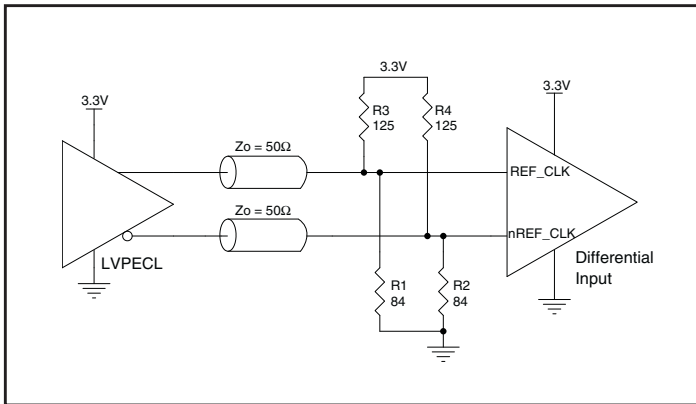 3.3V
3.3V
3.3V
R3
125
R4
125
Zo = 50Ω
REF_CLK
Zo = 50Ω
nREF_CLK
LVPECL
Differential
Input
R1
84
R2
84